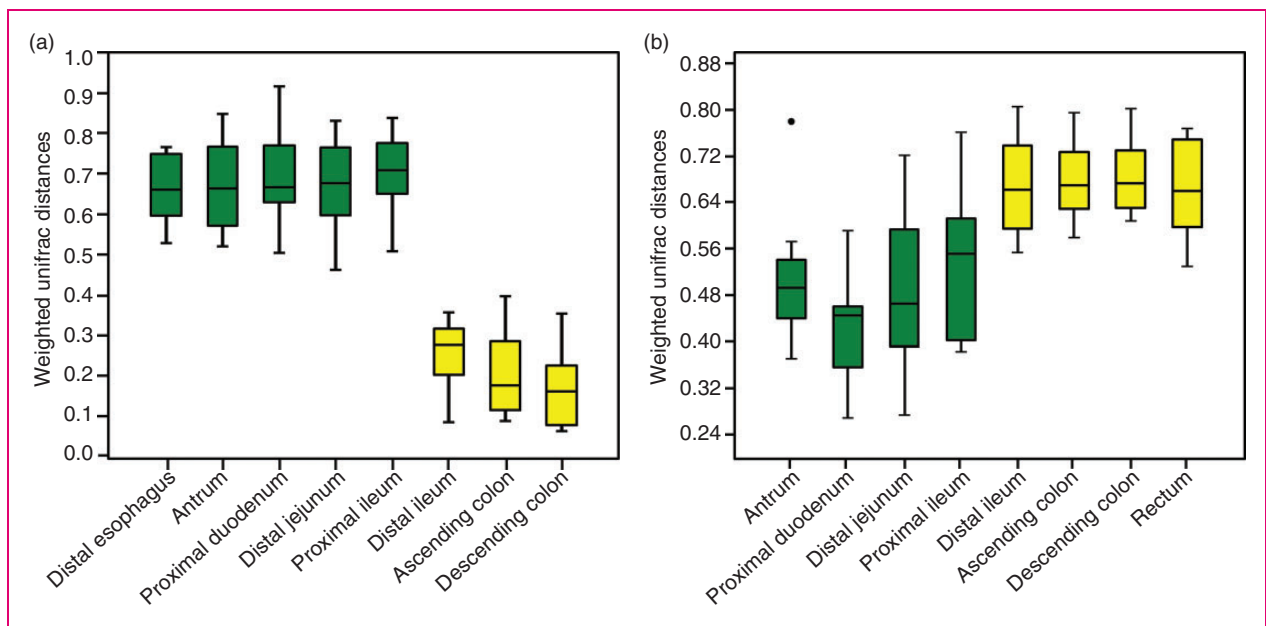 (a)
Weighted unifrac distances
1.0
0.9
0.8
0.7
0.6
0.5
0.4
0.3
0.2
0.1
0.0
Distal esophagus
Antrum
Proximal duodenum
Distal jejunum
Proximal ileum
Distal Ileum
Ascending colon
Descending colon
(b)
Weighted unifrac distances
0.88
0.80
0.72
0.64
0.56
0.48
0.40
0.32
0.24
Antrum
Proximal duodenum
Distal jejunum
Proximal ileum
Distal ileum
Ascending colon
Descending colon
Rectum